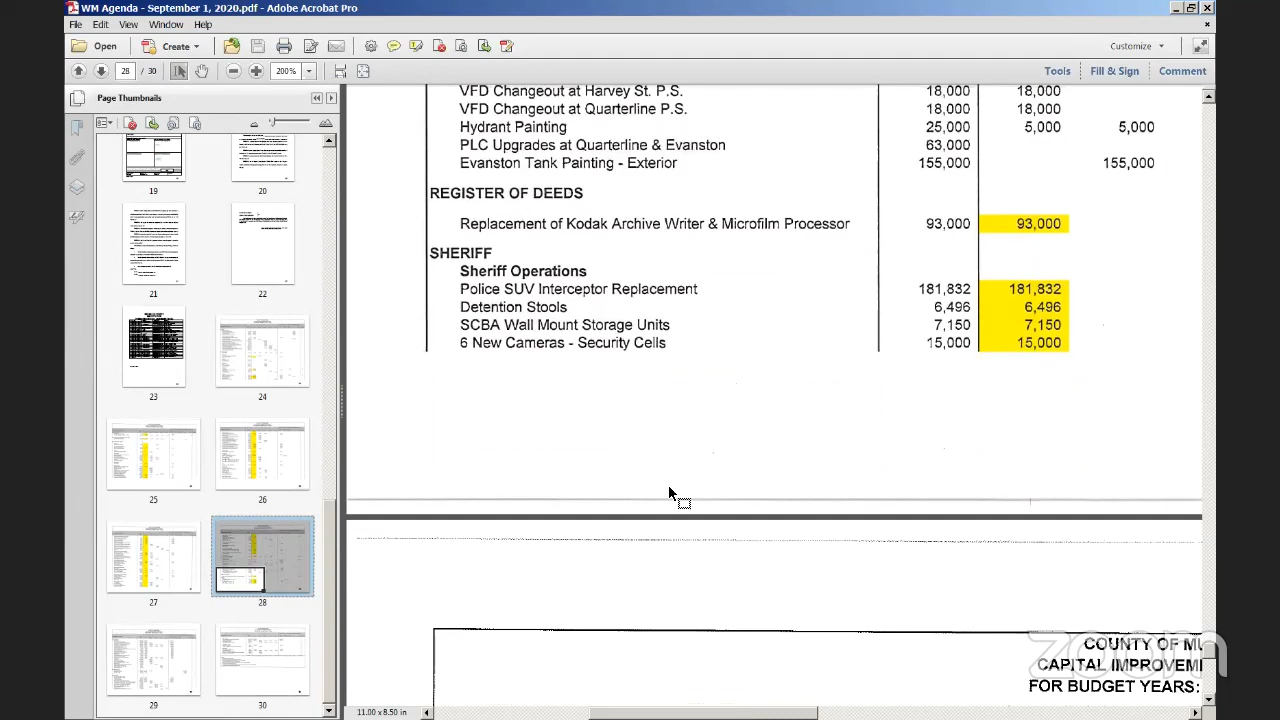 WM Agenda - September 1, 2020.pdf - Adobe Acrobat Pro
File Edit View Window Help
Open Create Customize
28 / 30 200% Tools Fill & Sign Comment
Page Thumbnails
19 20
21 22
23 24
25 26
27 28
29 30
VFD Changeout at Harvey St. P.S. 18,000 18,000
VFD Changeout at Quarterline P.S. 18,000 18,000
Hydrant Painting 25,000 5,000 5,000
PLC Upgrades at Quarterline & Evanston 63,000
Evanston Tank Painting - Exterior 155,000 155,000
REGISTER OF DEEDS
Replacement of Kodak Archive Writer & Microfilm Processor 93,000 93,000
SHERIFF
Sheriff Operations
Police SUV Interceptor Replacement 181,832 181,832
Detention Stools 6,496 6,496
SCBA Wall Mount Storage Units 7,150 7,150
6 New Cameras - Security Cells 15,000 15,000
COUNTY OF MU
CAPITAL IMPROVEMI
FOR BUDGET YEARS:
zoom
11.00 x 8.50 in